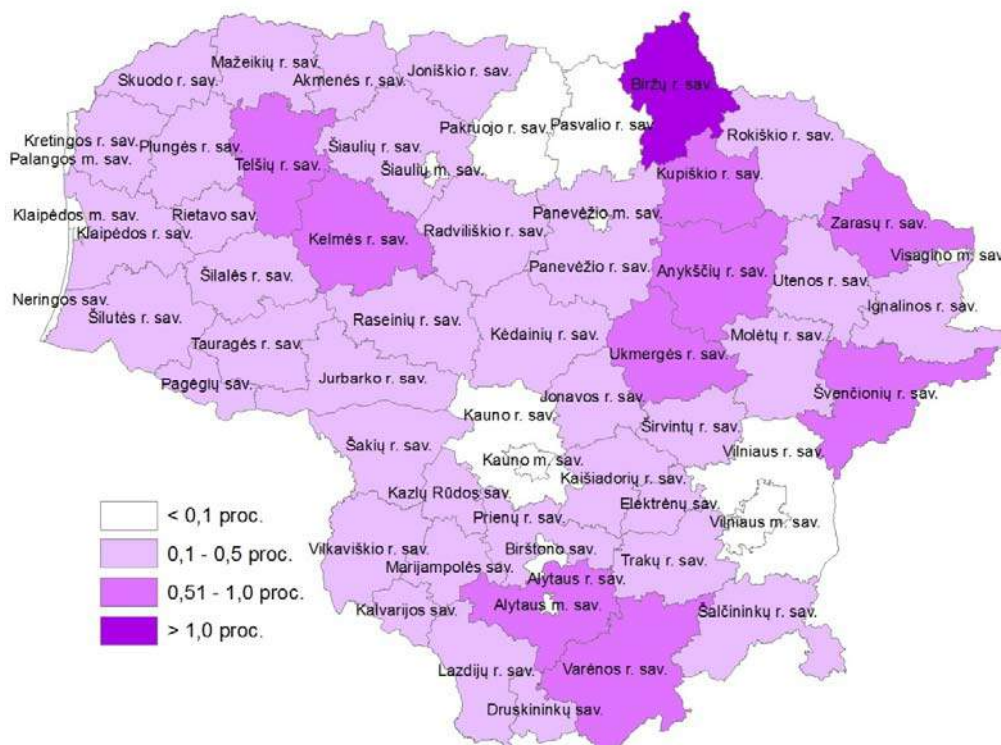 Mažeikių r. sav.
Skuodo r. sav.
Akmenės r. sav.
Joniškio r. sav.
Biržų r. sav.
Kretingos r. sav.
Palangos m. sav.
Plungės r. sav.
Telšių r. sav.
Šiaulių r. sav.
Šiaulių m. sav.
Pakruojo r. sav.
Pasvalio r. sav.
Rokiškio r. sav.
Kupiškio r. sav.
Klaipėdos m. sav.
Klaipėdos r. sav.
Rietavo sav.
Kelmės r. sav.
Radviliškio r. sav.
Panevėžio m. sav.
Panevėžio r. sav.
Anykščių r. sav.
Zarasų r. sav.
Visagino m. sav.
Utenos r. sav.
Ignalinos r. sav.
Neringos sav.
Šilutės r. sav.
Šilalės r. sav.
Tauragės r. sav.
Raseinių r. sav.
Kėdainių r. sav.
Ukmergės r. sav.
Molėtų r. sav.
Švenčionių r. sav.
Pagėgių sav.
Jurbarko r. sav.
Kauno r. sav.
Jonavos r. sav.
Širvintų r. sav.
Vilniaus r. sav.
Šakių r. sav.
Kauno m. sav.
Kaišiadorių r. sav.
Kazlų Rūdos sav.
Prienų r. sav.
Elektrėnų sav.
Vilniaus m. sav.
Vilkaviškio r. sav.
Marijampolės sav.
Birštono sav.
Trakų r. sav.
Alytaus r. sav.
Alytaus m. sav.
Kalvarijos sav.
Šalčininkų r. sav.
Lazdijų r. sav.
Varėnos r. sav.
Druskininkų sav.
< 0,1 proc.
0,1 - 0,5 proc.
0,51 - 1,0 proc.
> 1,0 proc.